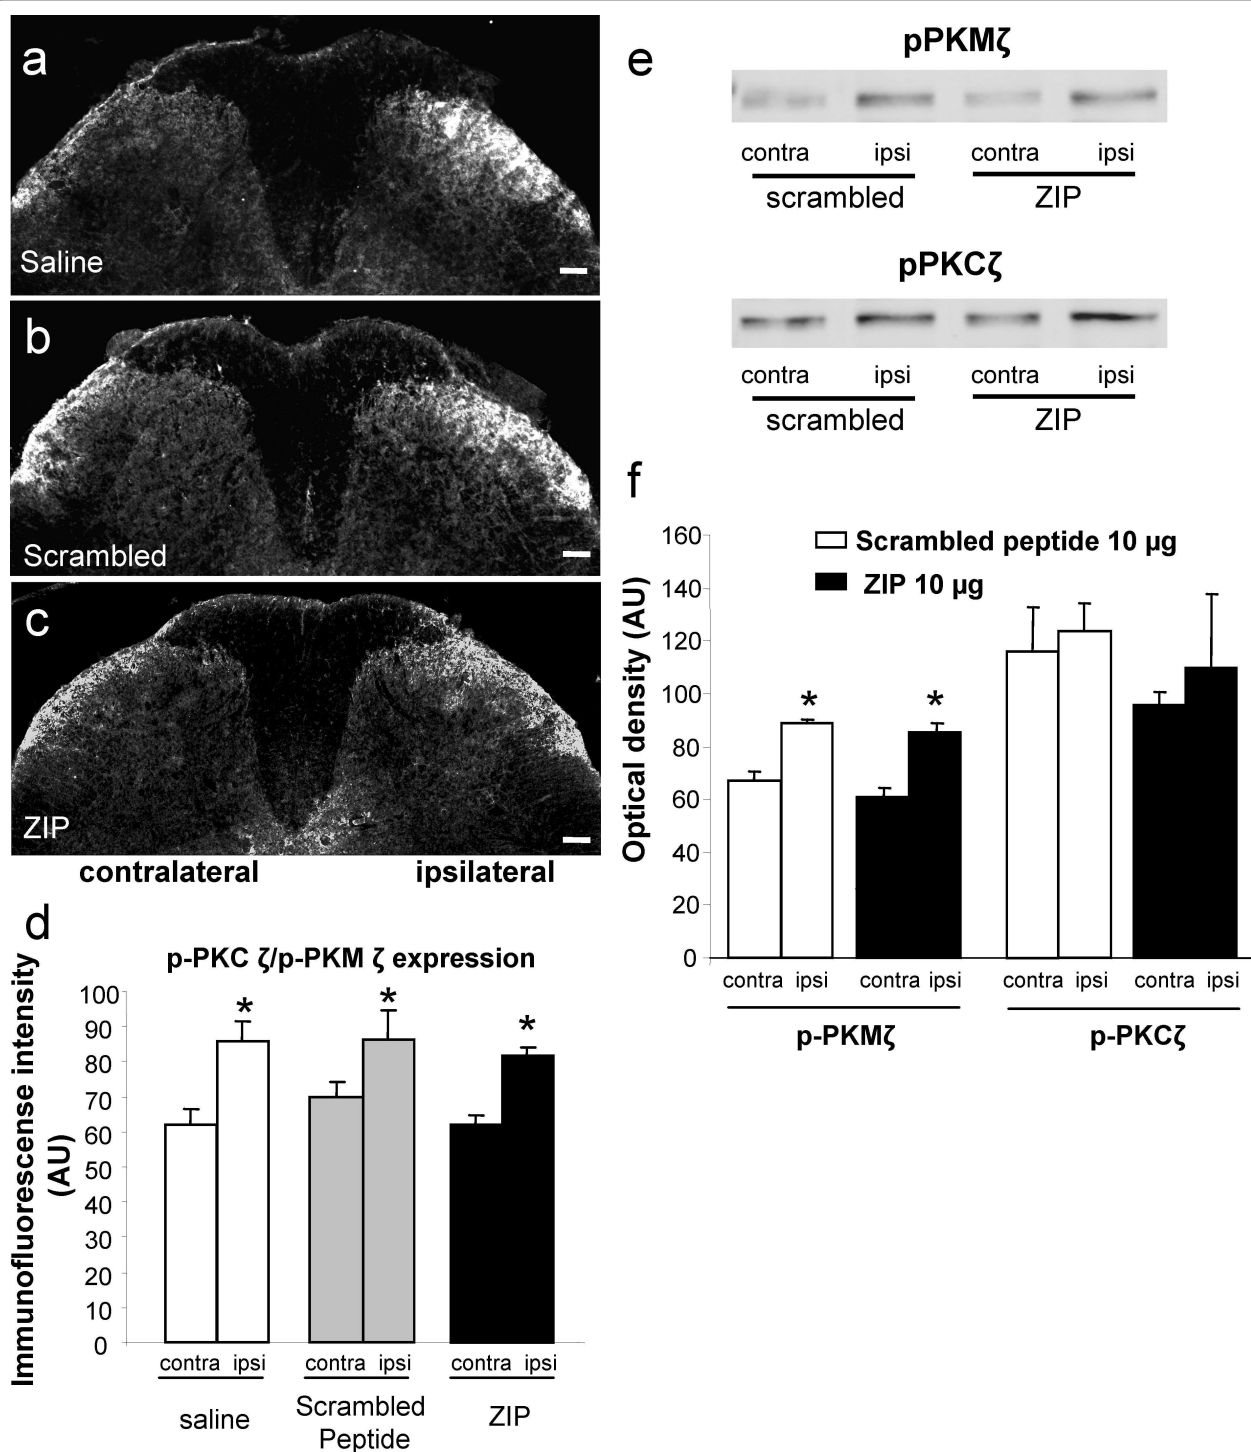 a
Saline
b
Scrambled
c
ZIP
contralateral ipsilateral
d
p-PKC ζ/p-PKM ζ expression
Immunofluorescense intensity
(AU)
100
90
80
70
60
50
40
30
20
10
0
* * *
contra ipsi contra ipsi contra ipsi
saline Scrambled Peptide ZIP
e
pPKMζ
contra ipsi contra ipsi
scrambled ZIP
pPKCζ
contra ipsi contra ipsi
scrambled ZIP
f
Scrambled peptide 10 µg
ZIP 10 µg
Optical density (AU)
160
140
120
100
80
60
40
20
0
* *
contra ipsi contra ipsi contra ipsi contra ipsi
p-PKMζ p-PKCζ